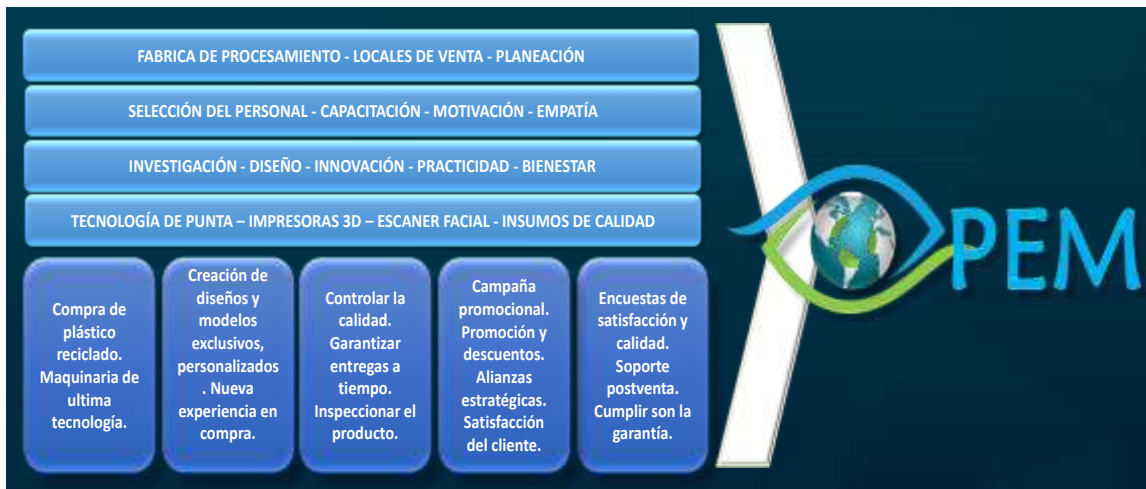 FABRICA DE PROCESAMIENTO - LOCALES DE VENTA - PLANEACIÓN
SELECCIÓN DEL PERSONAL - CAPACITACIÓN - MOTIVACIÓN - EMPATÍA
INVESTIGACIÓN - DISEÑO - INNOVACIÓN - PRACTICIDAD - BIENESTAR
TECNOLOGÍA DE PUNTA – IMPRESORAS 3D – ESCANER FACIAL - INSUMOS DE CALIDAD
Compra de
plástico
reciclado.
Maquinaria de
ultima
tecnología.
Creación de
diseños y
modelos
exclusivos,
personalizados
. Nueva
experiencia en
compra.
Controlar la
calidad.
Garantizar
entregas a
tiempo.
Inspeccionar el
producto.
Campaña
promocional.
Promoción y
descuentos.
Alianzas
estratégicas.
Satisfacción
del cliente.
Encuestas de
satisfacción y
calidad.
Soporte
postventa.
Cumplir son la
garantía.
PEM